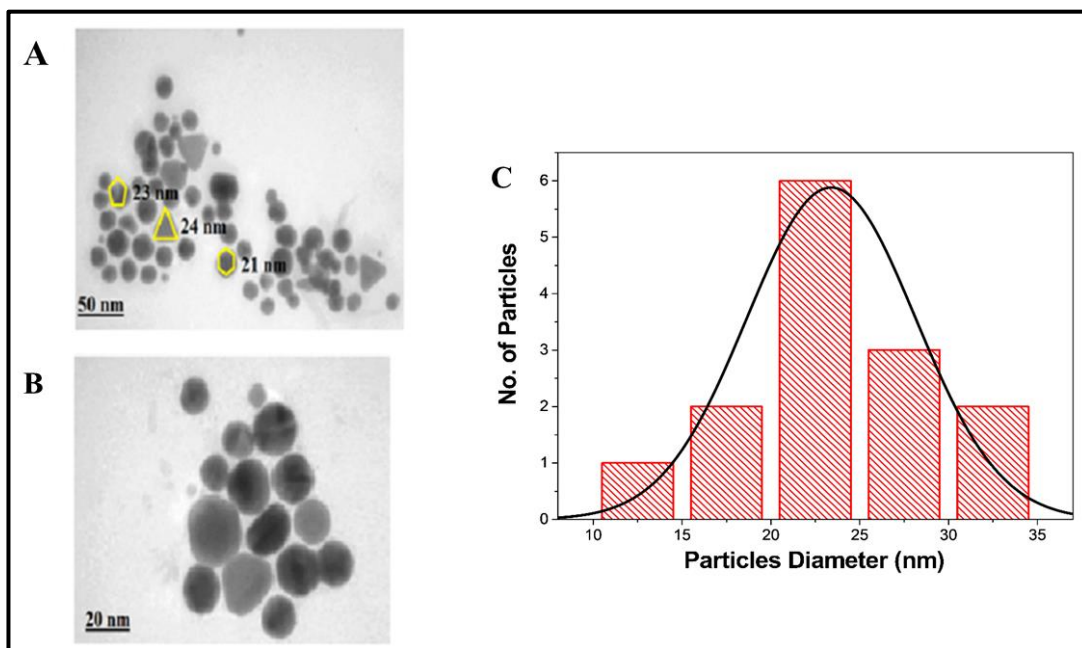 A
23 nm
24 nm
21 nm
50 nm
B
20 nm
C
No. of Particles
6
5
4
3
2
1
0
10 15 20 25 30 35
Particles Diameter (nm)